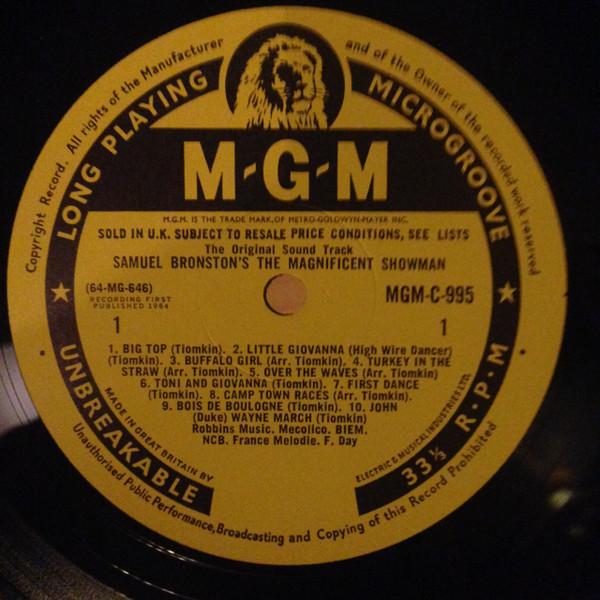 Copyright Record. All rights of the Manufacturer and of the Owner of the recorded work reserved
LONG PLAYING MICROGROOVE
M-G-M
M.G.M. IS THE TRADE MARK, OF METRO-GOLDWYN-MAYER INC.
SOLD IN U.K. SUBJECT TO RESALE PRICE CONDITIONS, SEE LISTS
The Original Sound Track
SAMUEL BRONSTON'S THE MAGNIFICENT SHOWMAN
(64-MG-646)
RECORDING FIRST
PUBLISHED 1964
MGM-C-995
1 1
1. BIG TOP (Tiomkin). 2. LITTLE GIOVANNA (High Wire Dancer)
(Tiomkin). 3. BUFFALO GIRL (Arr. Tiomkin). 4. TURKEY IN THE
STRAW (Arr. Tiomkin). 5. OVER THE WAVES (Arr. Tiomkin)
6. TONI AND GIOVANNA (Tiomkin). 7. FIRST DANCE
(Tiomkin). 8. CAMP TOWN RACES (Arr. Tiomkin).
9. BOIS DE BOULOGNE (Tiomkin). 10. JOHN
(Duke) WAYNE MARCH (Tiomkin)
Robbins Music. Mecolico. BIEM.
NCB. France Melodie. F. Day
UNBREAKABLE
33⅓ R·P·M
MADE IN GREAT BRITAIN BY
ELECTRIC & MUSICAL INDUSTRIES LTD.
Unauthorised Public Performance, Broadcasting and Copying of this Record Prohibited